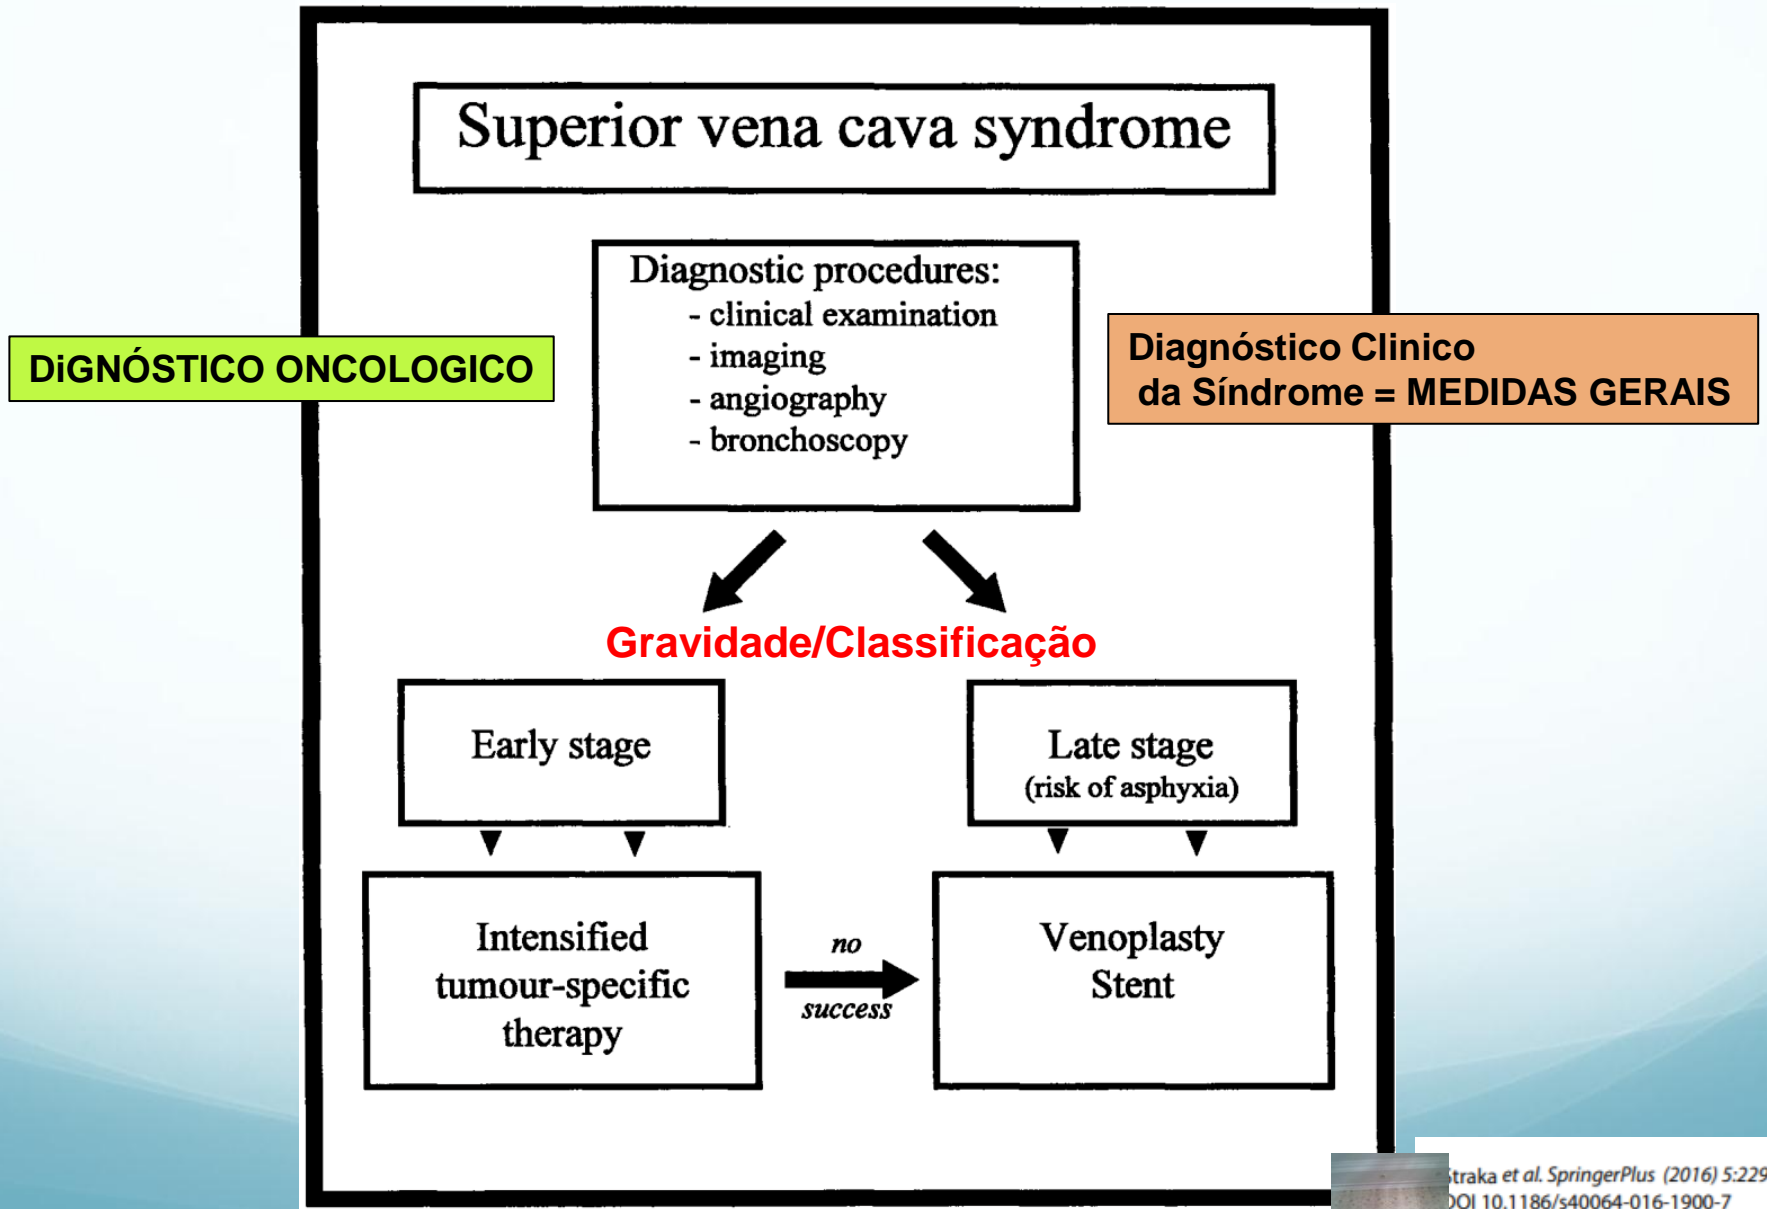 Superior vena cava syndrome
Diagnostic procedures:
- clinical examination
- imaging
- angiography
- bronchoscopy
DiGNÓSTICO ONCOLOGICO
Diagnóstico Clinico
da Síndrome = MEDIDAS GERAIS
Gravidade/Classificação
Early stage
Late stage
(risk of asphyxia)
Intensified
tumour-specific
therapy
no
success
Venoplasty
Stent
traka et al. SpringerPlus (2016) 5:229
DOI 10.1186/s40064-016-1900-7